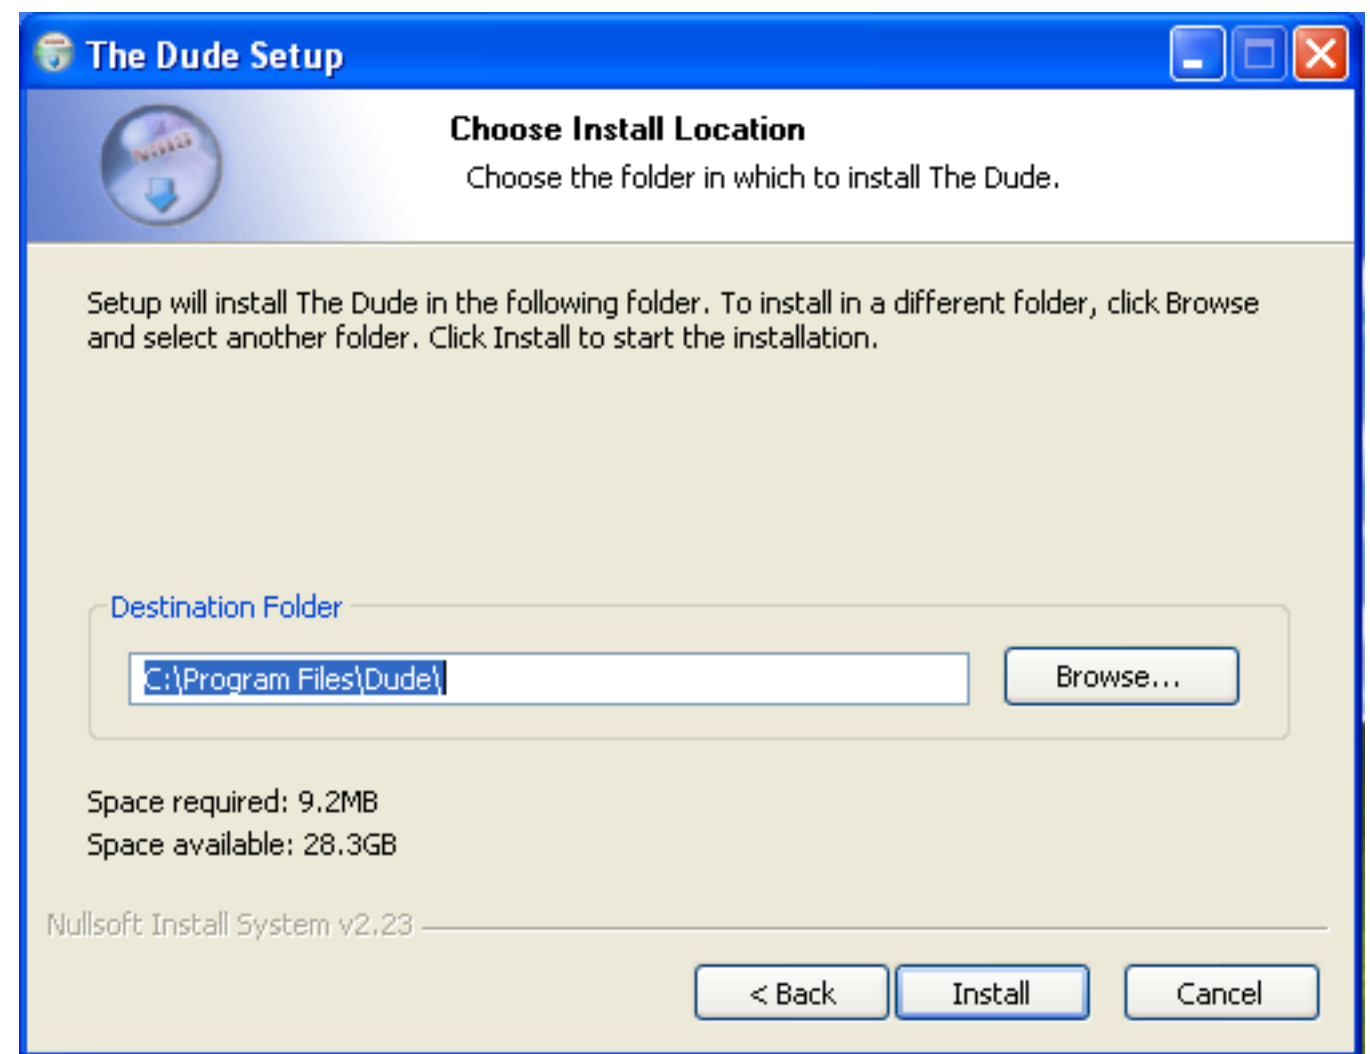 The Dude Setup
NSIS
Choose Install Location
Choose the folder in which to install The Dude.
Setup will install The Dude in the following folder. To install in a different folder, click Browse
and select another folder. Click Install to start the installation.
Destination Folder
C:\Program Files\Dude\
Browse...
Space required: 9.2MB
Space available: 28.3GB
Nullsoft Install System v2.23
< Back
Install
Cancel